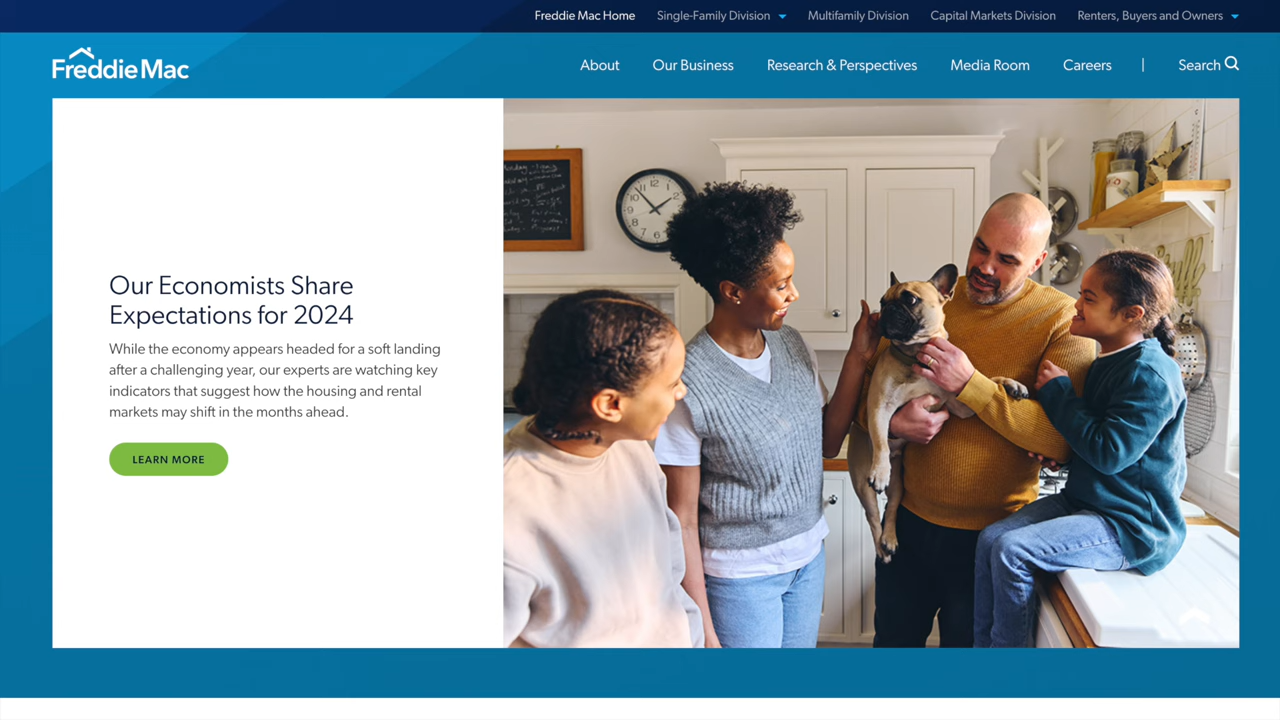 Freddie Mac Home Single-Family Division Multifamily Division Capital Markets Division Renters, Buyers and Owners
Freddie Mac
About Our Business Research & Perspectives Media Room Careers | Search
Our Economists Share
Expectations for 2024
While the economy appears headed for a soft landing
after a challenging year, our experts are watching key
indicators that suggest how the housing and rental
markets may shift in the months ahead.
LEARN MORE